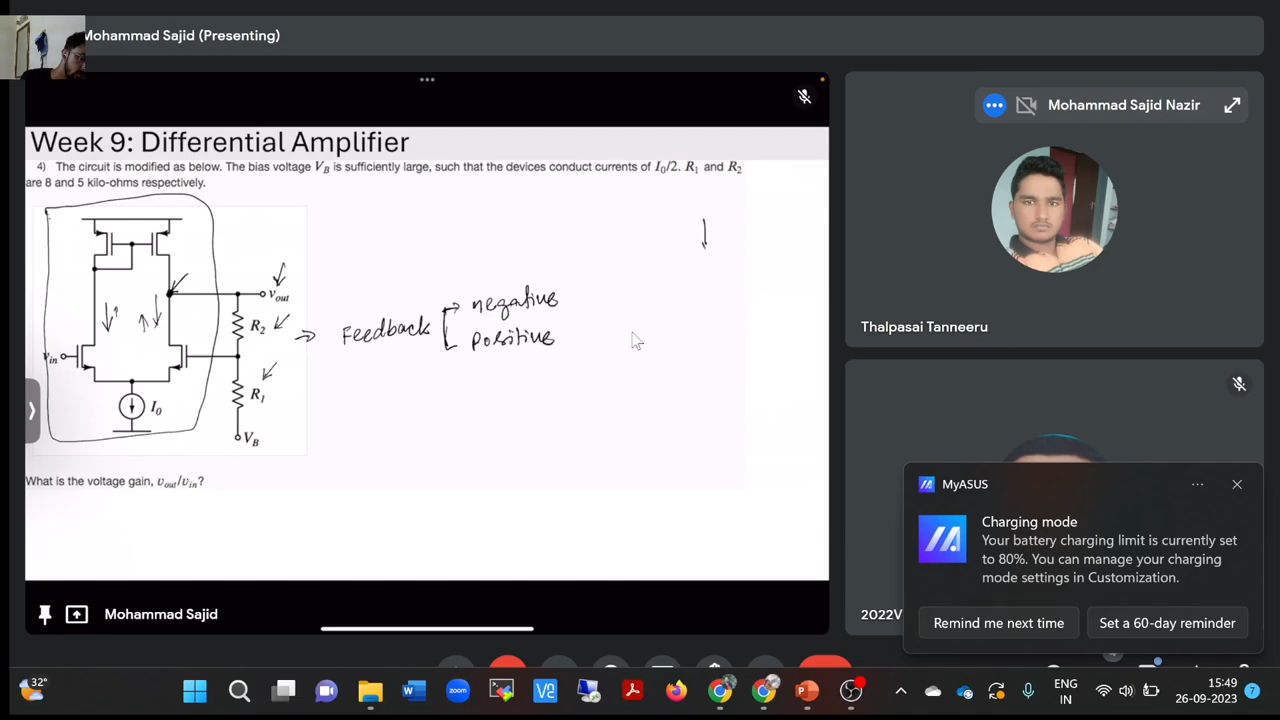 Mohammad Sajid (Presenting)
Week 9: Differential Amplifier
4) The circuit is modified as below. The bias voltage V_B is sufficiently large, such that the devices conduct currents of I_0/2. R_1 and R_2
are 8 and 5 kilo-ohms respectively.
v_out
R_2
Feedback
negative
positive
v_in
R_1
I_0
V_B
What is the voltage gain, v_out/v_in?
Mohammad Sajid
Mohammad Sajid Nazir
Thalpasai Tanneeru
2022V
MyASUS
Charging mode
Your battery charging limit is currently set
to 80%. You can manage your charging
mode settings in Customization.
Remind me next time
Set a 60-day reminder
32°
zoom
ENG
IN
15:49
26-09-2023
7